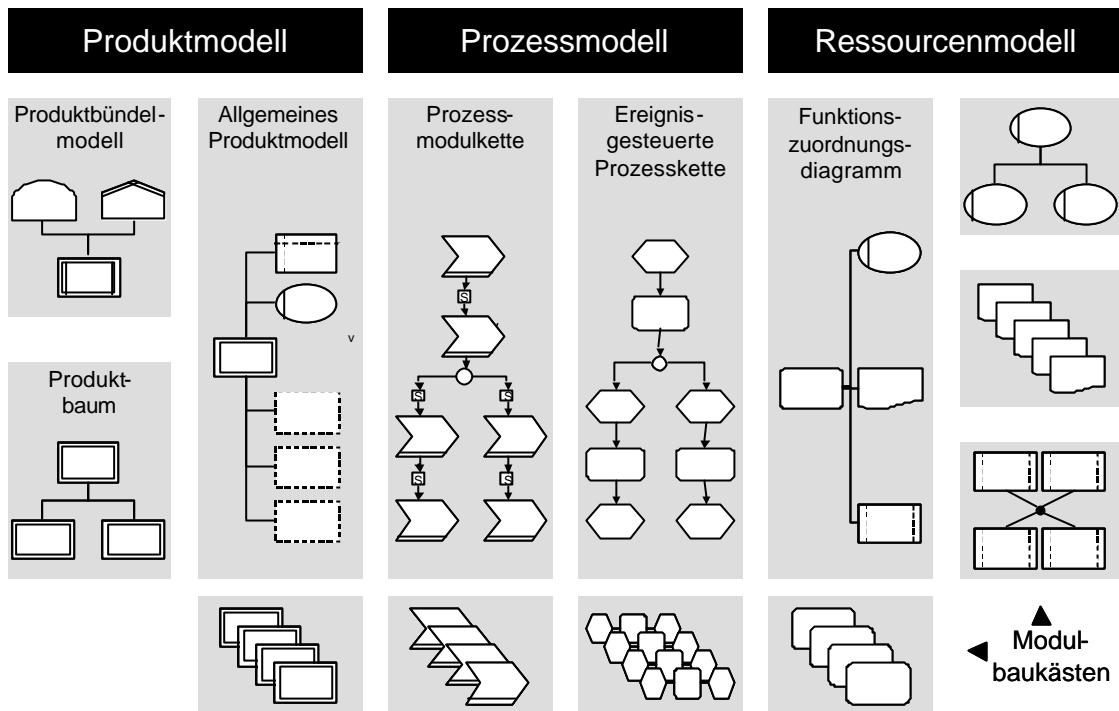 Produktmodell
Prozessmodell
Ressourcenmodell
Produktbündel-
modell
Allgemeines
Produktmodell
Prozess-
modulkette
Ereignis-
gesteuerte
Prozesskette
Funktions-
zuordnungs-
diagramm
S
v
Produkt-
baum
S
S
S
S
Modul-
baukästen